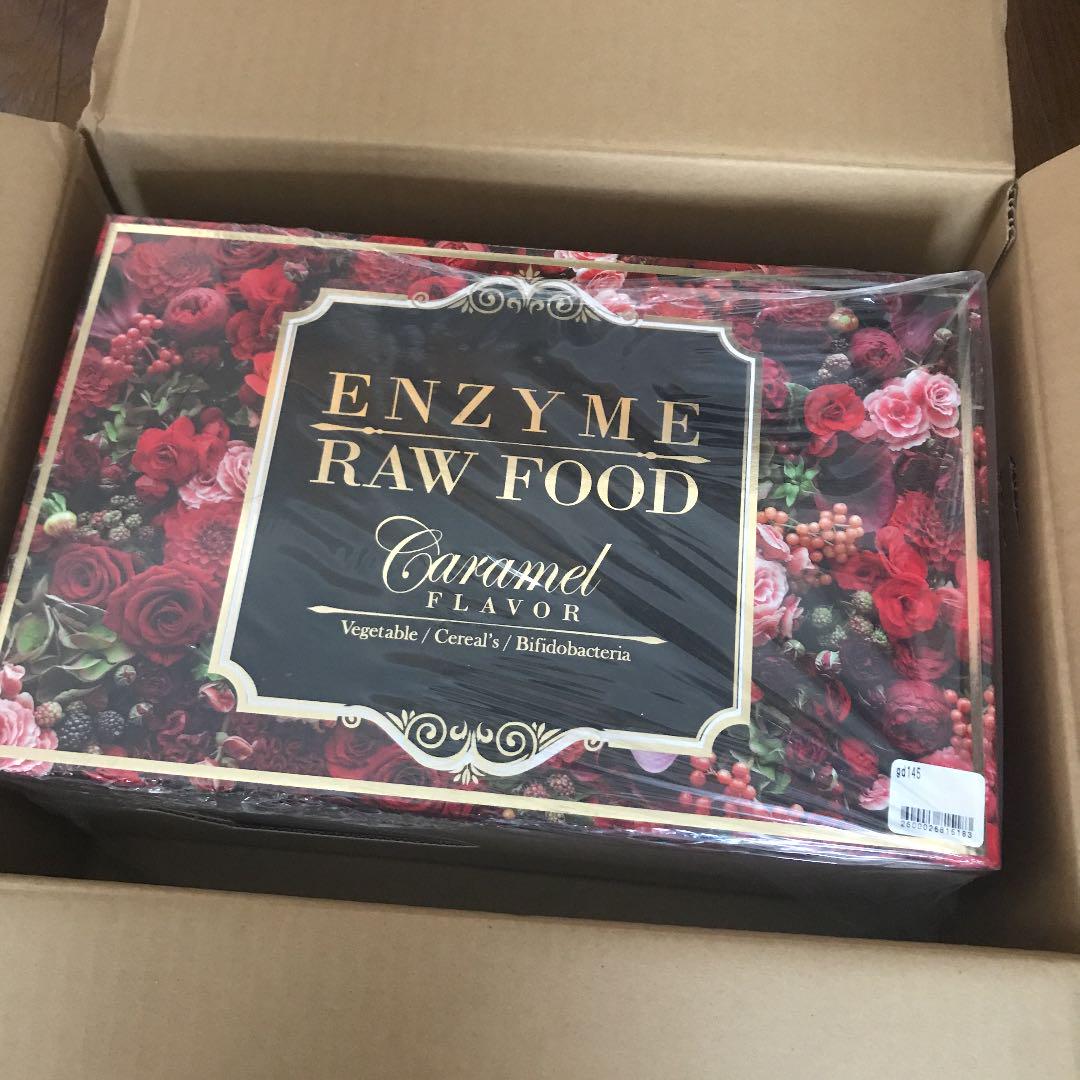 ENZYME
RAW FOOD
Caramel
FLAVOR
Vegetable / Cereal's / Bifidobacteria
gd145